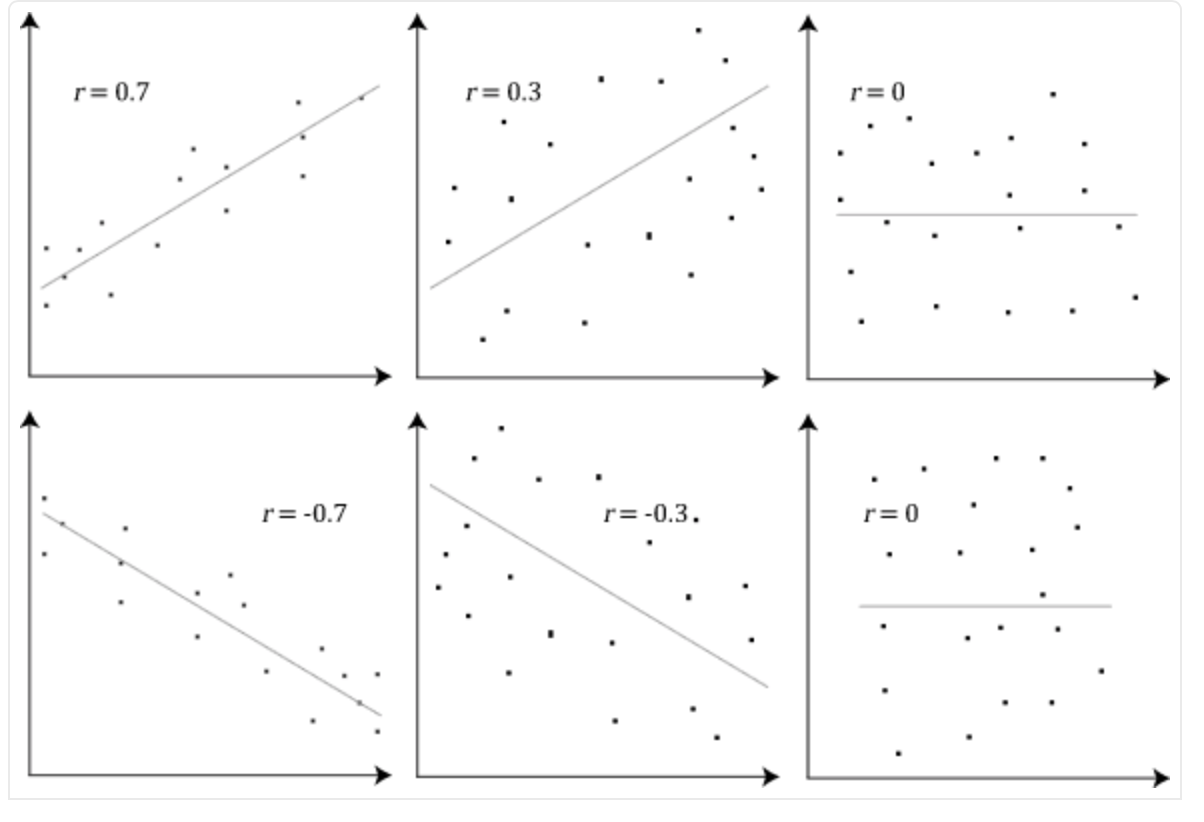 r = 0.7
r = 0.3
r = 0
r = -0.7
r = -0.3
r = 0